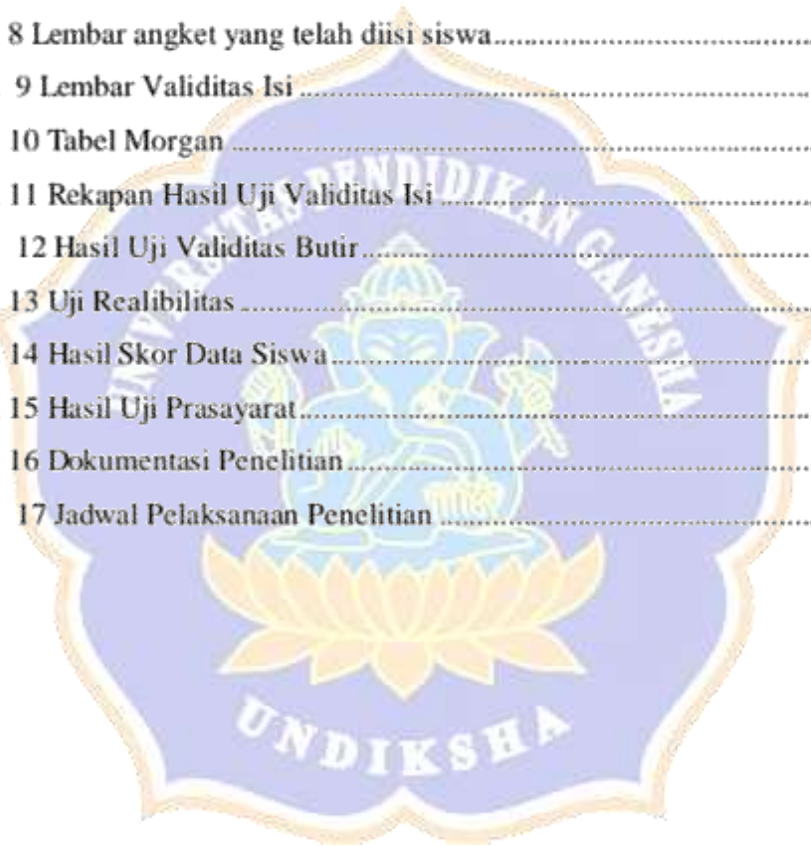 8 Lembar angket yang telah diisi siswa
9 Lembar Validitas Isi
10 Tabel Morgan
11 Rekapan Hasil Uji Validitas Isi
12 Hasil Uji Validitas Butir
13 Uji Realibilitas
14 Hasil Skor Data Siswa
15 Hasil Uji Prasayarat
16 Dokumentasi Penelitian
17 Jadwal Pelaksanaan Penelitian
UNIVERSITAS PENDIDIKAN GANESHA
UNDIKSHA